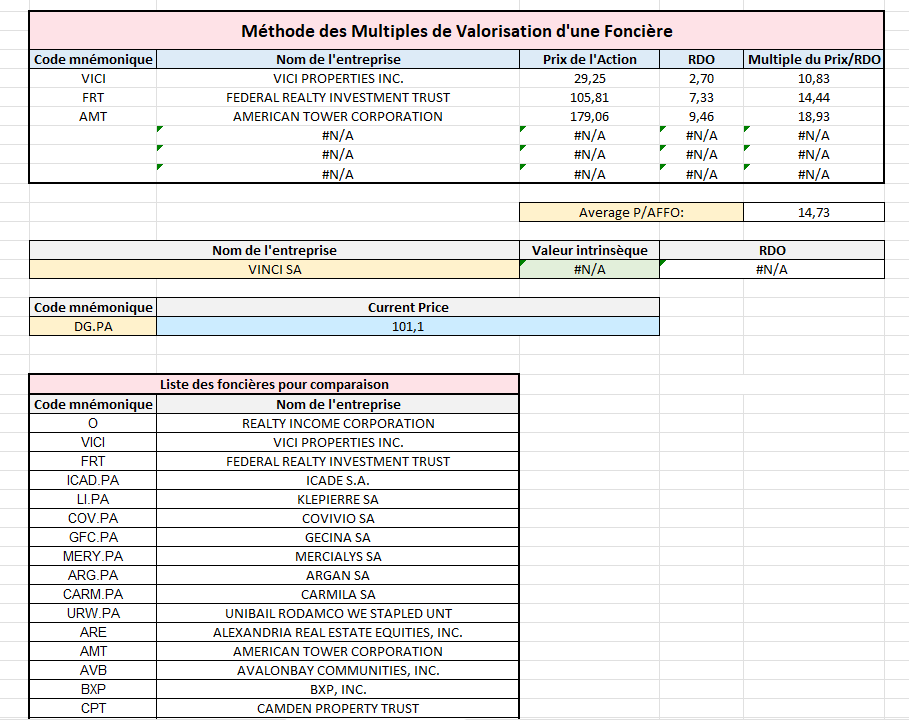 Méthode des Multiples de Valorisation d'une Foncière
Code mnémonique Nom de l'entreprise Prix de l'Action RDO Multiple du Prix/RDO
VICI VICI PROPERTIES INC. 29,25 2,70 10,83
FRT FEDERAL REALTY INVESTMENT TRUST 105,81 7,33 14,44
AMT AMERICAN TOWER CORPORATION 179,06 9,46 18,93
#N/A #N/A #N/A #N/A
#N/A #N/A #N/A #N/A
#N/A #N/A #N/A #N/A
Average P/AFFO: 14,73
Nom de l'entreprise Valeur intrinsèque RDO
VINCI SA #N/A #N/A
Code mnémonique Current Price
DG.PA 101,1
Liste des foncières pour comparaison
Code mnémonique Nom de l'entreprise
O REALTY INCOME CORPORATION
VICI VICI PROPERTIES INC.
FRT FEDERAL REALTY INVESTMENT TRUST
ICAD.PA ICADE S.A.
LI.PA KLEPIERRE SA
COV.PA COVIVIO SA
GFC.PA GECINA SA
MERY.PA MERCIALYS SA
ARG.PA ARGAN SA
CARM.PA CARMILA SA
URW.PA UNIBAIL RODAMCO WE STAPLED UNT
ARE ALEXANDRIA REAL ESTATE EQUITIES, INC.
AMT AMERICAN TOWER CORPORATION
AVB AVALONBAY COMMUNITIES, INC.
BXP BXP, INC.
CPT CAMDEN PROPERTY TRUST